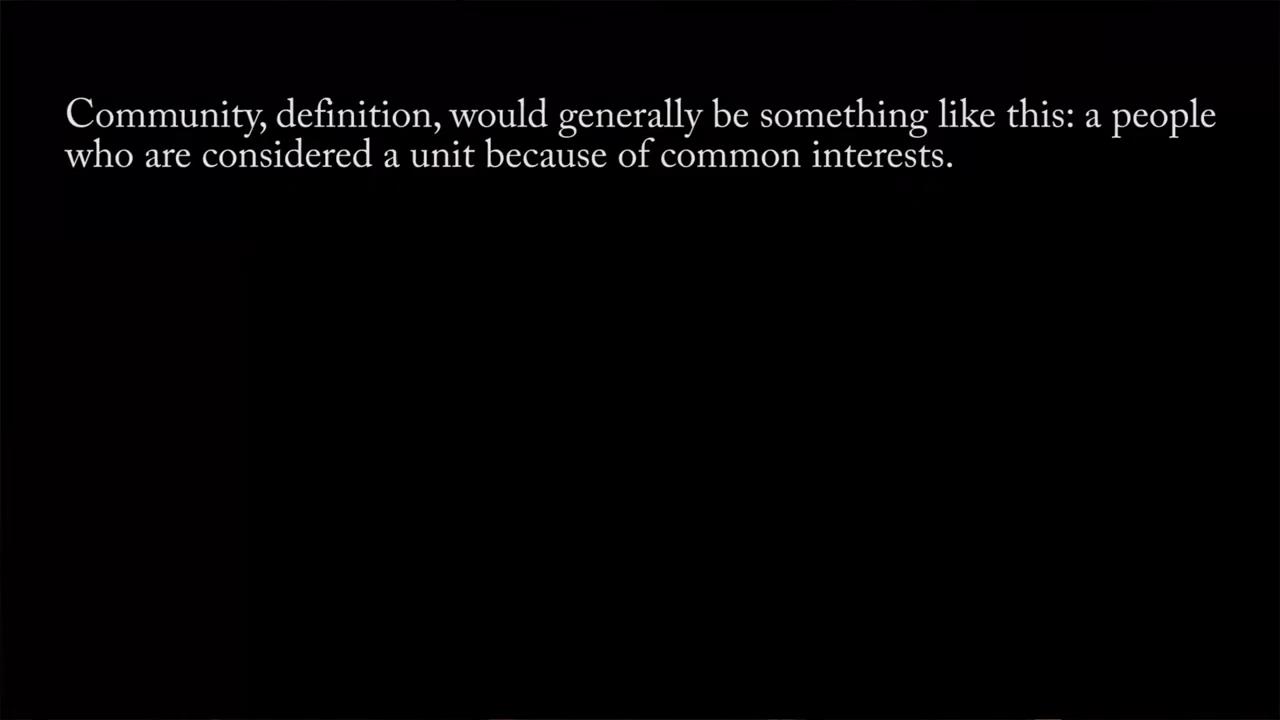 Community, definition, would generally be something like this: a people
who are considered a unit because of common interests.